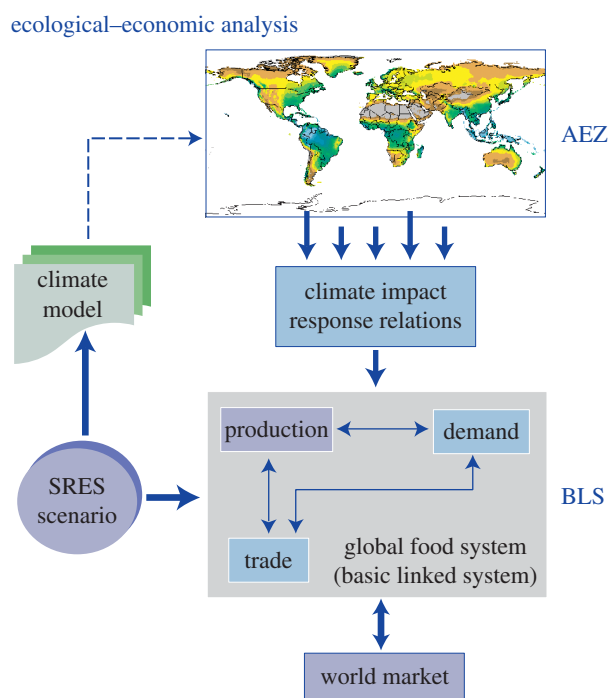 ecological–economic analysis
AEZ
climate
model
climate impact
response relations
production
demand
SRES
scenario
BLS
trade
global food system
(basic linked system)
world market